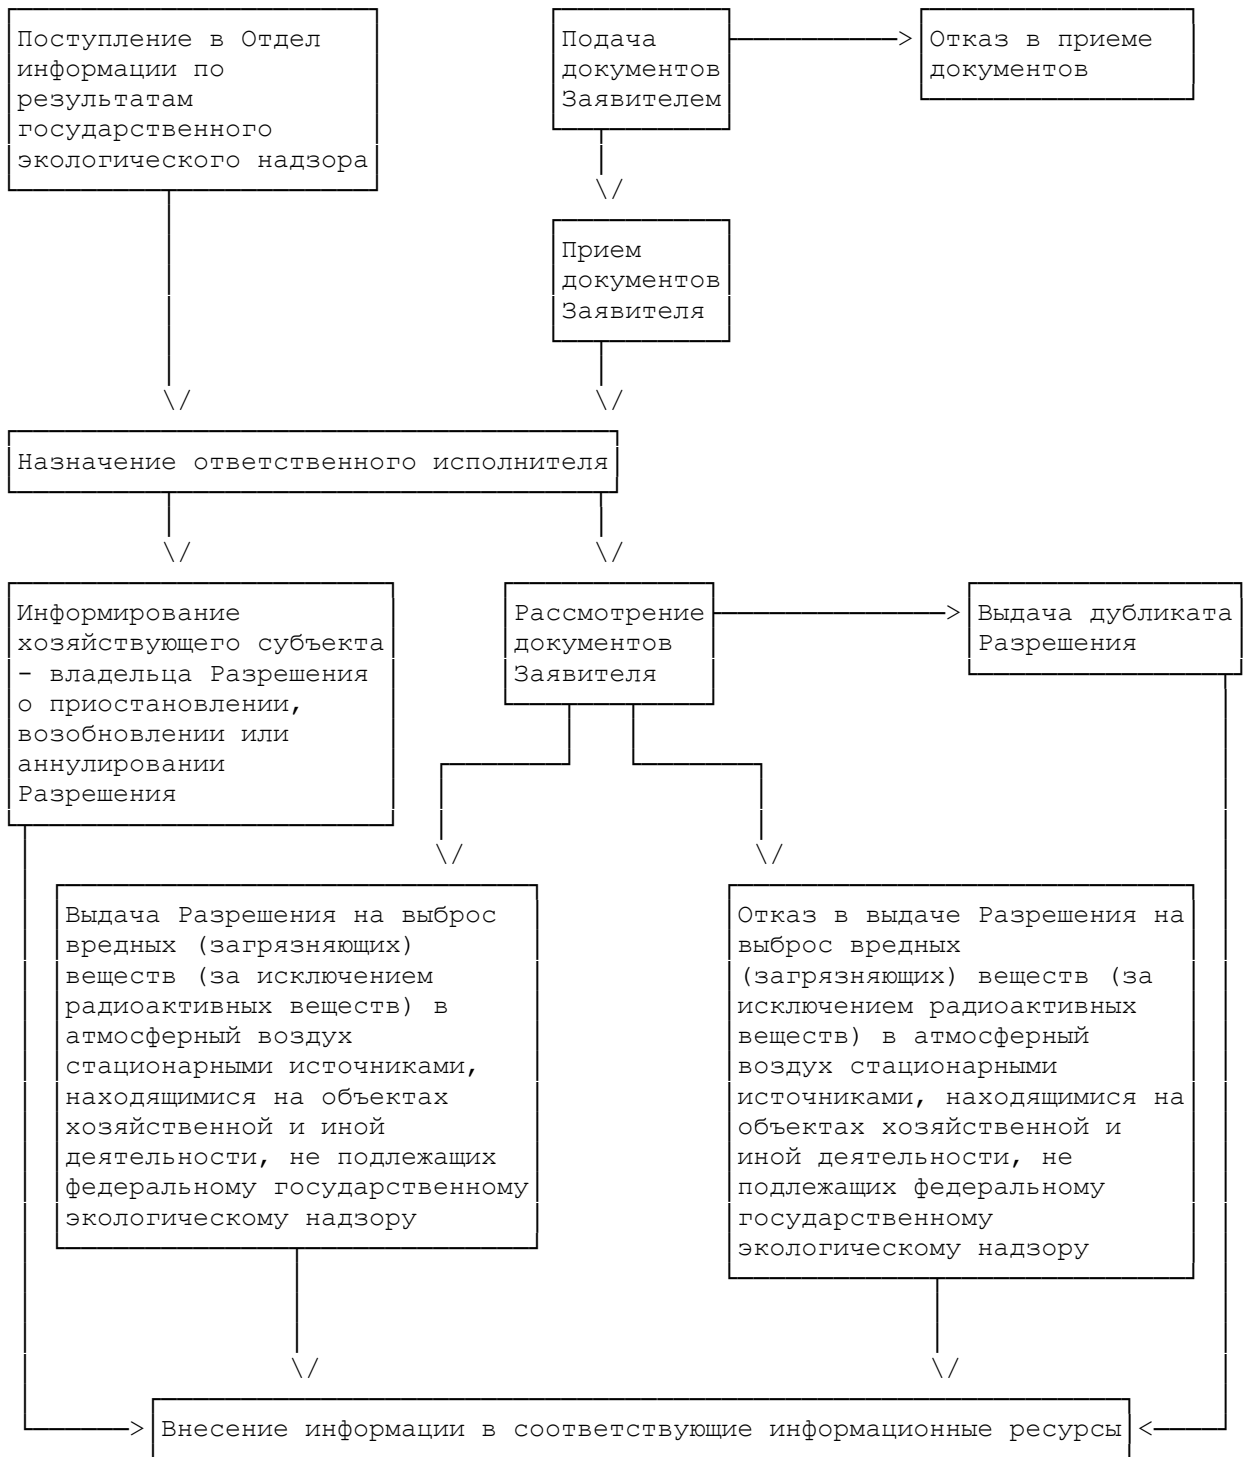 Поступление в Отдел
информации по
результатам
государственного
экологического надзора
Подача
документов
Заявителем
Отказ в приеме
документов
Прием
документов
Заявителя
Назначение ответственного исполнителя
Информирование
хозяйствующего субъекта
- владельца Разрешения
о приостановлении,
возобновлении или
аннулировании
Разрешения
Рассмотрение
документов
Заявителя
Выдача дубликата
Разрешения
Выдача Разрешения на выброс
вредных (загрязняющих)
веществ (за исключением
радиоактивных веществ) в
атмосферный воздух
стационарными источниками,
находящимися на объектах
хозяйственной и иной
деятельности, не подлежащих
федеральному государственному
экологическому надзору
Отказ в выдаче Разрешения на
выброс вредных
(загрязняющих) веществ (за
исключением радиоактивных
веществ) в атмосферный
воздух стационарными
источниками, находящимися на
объектах хозяйственной и
иной деятельности, не
подлежащих федеральному
государственному
экологическому надзору
Внесение информации в соответствующие информационные ресурсы